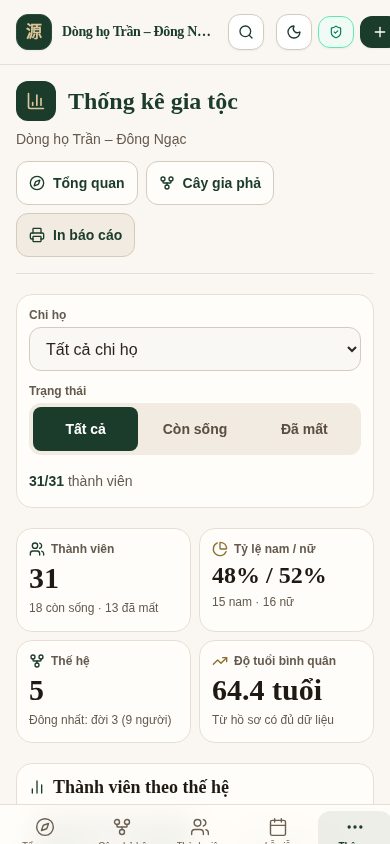 源 Dòng họ Trần – Đông N…
Thống kê gia tộc
Dòng họ Trần – Đông Ngạc
Tổng quan Cây gia phả
In báo cáo
Chi họ
Tất cả chi họ
Trạng thái
Tất cả Còn sống Đã mất
31/31 thành viên
Thành viên
31
18 còn sống · 13 đã mất
Tỷ lệ nam / nữ
48% / 52%
15 nam · 16 nữ
Thế hệ
5
Đông nhất: đời 3 (9 người)
Độ tuổi bình quân
64.4 tuổi
Từ hồ sơ có đủ dữ liệu
Thành viên theo thế hệ